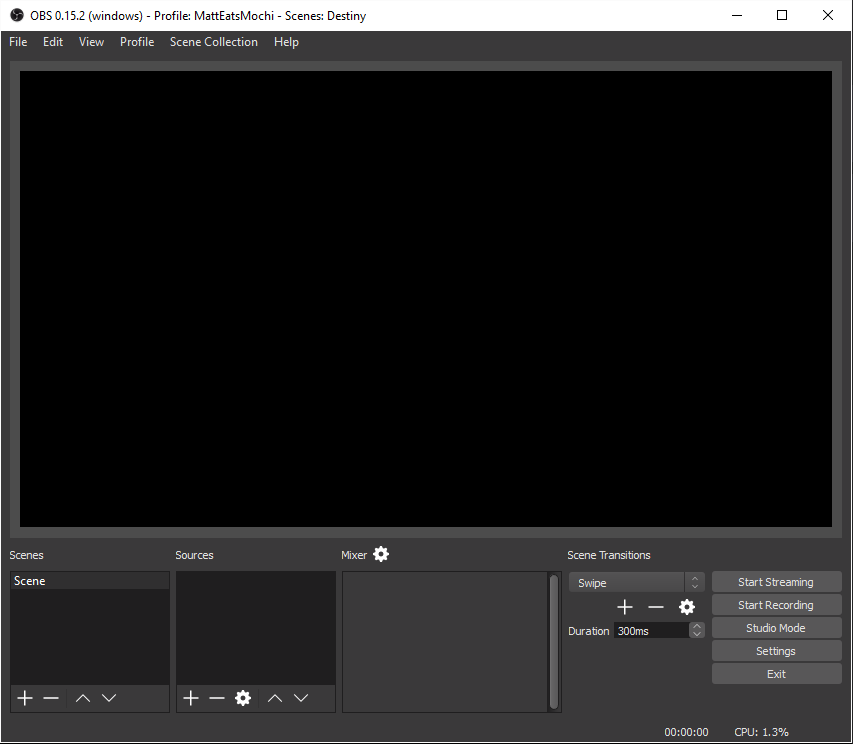 OBS 0.15.2 (windows) - Profile: MattEatsMochi - Scenes: Destiny
File Edit View Profile Scene Collection Help
Scenes Sources Mixer Scene Transitions
Scene
Swipe
Duration 300ms
Start Streaming
Start Recording
Studio Mode
Settings
Exit
00:00:00 CPU: 1.3%